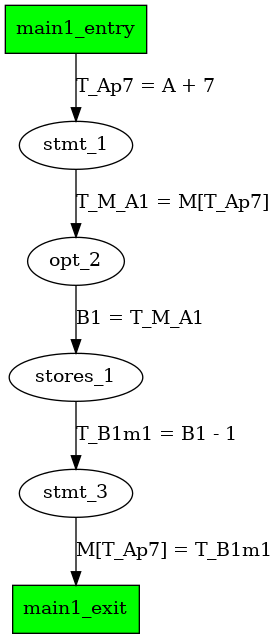 main1_entry
T_Ap7 = A + 7
stmt_1
T_M_A1 = M[T_Ap7]
opt_2
B1 = T_M_A1
stores_1
T_B1m1 = B1 - 1
stmt_3
M[T_Ap7] = T_B1m1
main1_exit